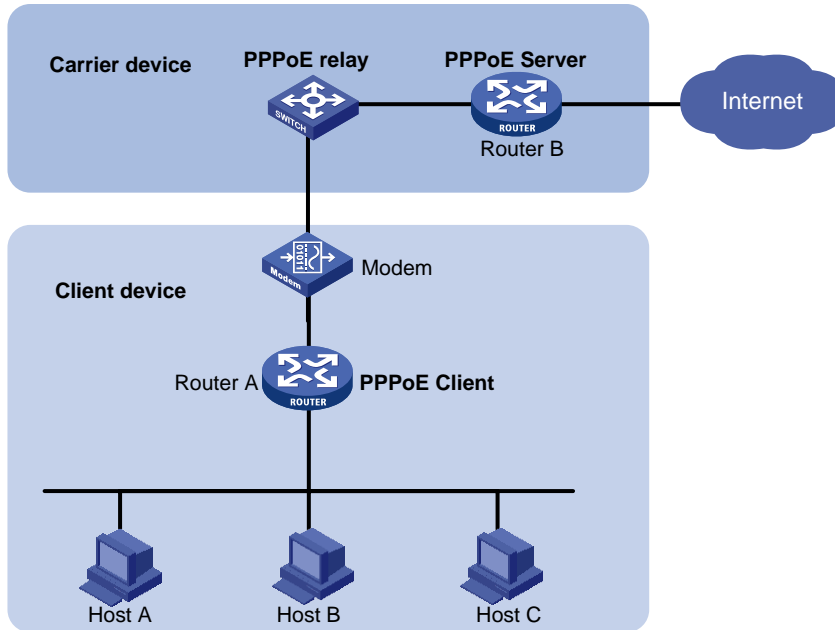 Carrier device
PPPoE relay
PPPoE Server
SWITCH
ROUTER
Router B
Internet
Client device
01011
Modem
Modem
Router A
ROUTER
PPPoE Client
Host A
Host B
Host C